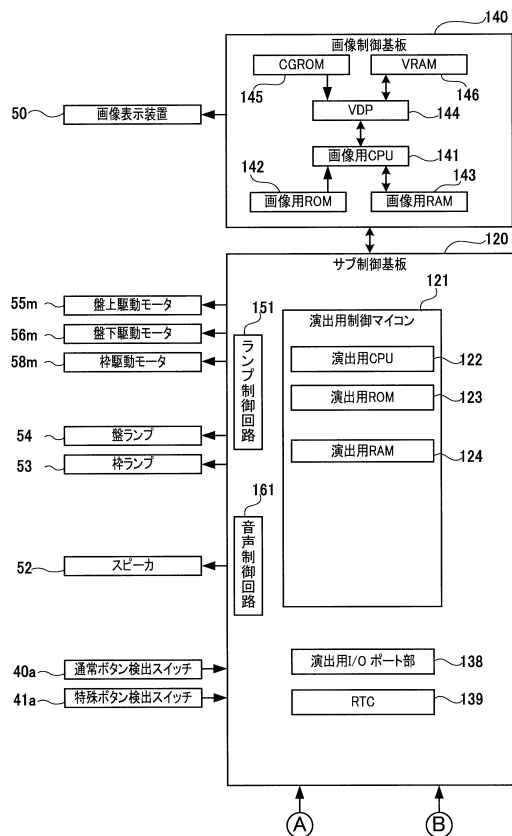 140
画像制御基板
CGROM
VRAM
145
146
50
画像表示装置
VDP
144
画像用CPU
141
142
143
画像用ROM
画像用RAM
120
サブ制御基板
121
55m
盤上駆動モータ
151
演出用制御マイコン
56m
盤下駆動モータ
58m
枠駆動モータ
ランプ制御回路
演出用CPU
122
演出用ROM
123
54
盤ランプ
演出用RAM
124
53
枠ランプ
161
音声制御回路
52
スピーカ
40a
通常ボタン検出スイッチ
演出用I/O ポート部
138
41a
特殊ボタン検出スイッチ
RTC
139
A
B